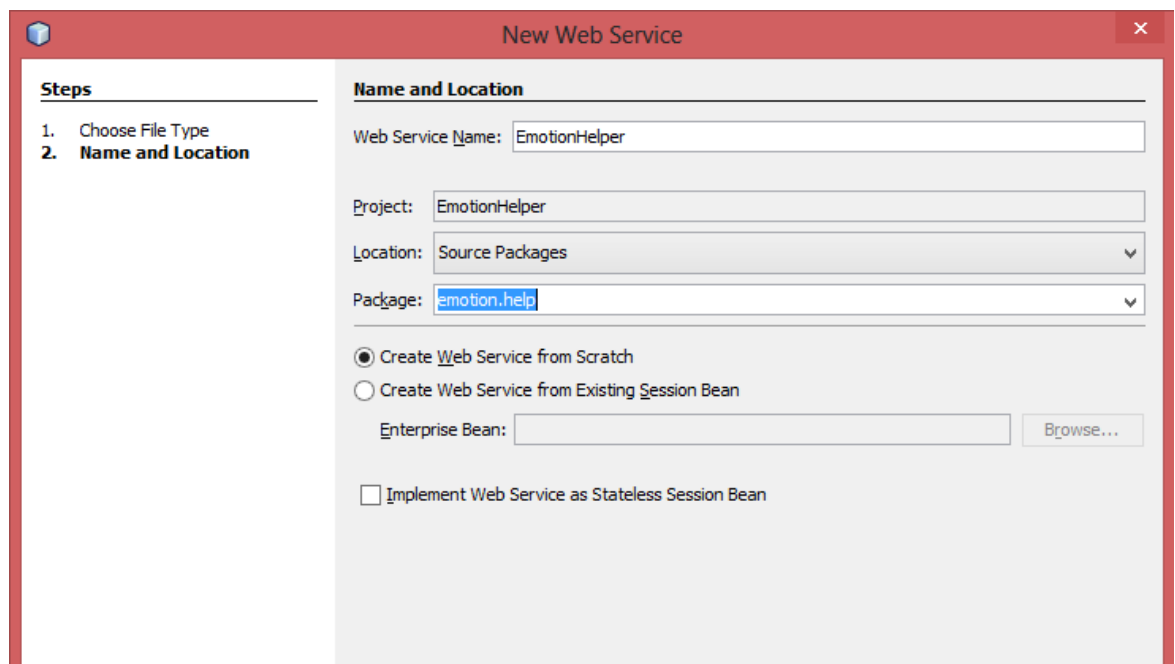 New Web Service
Steps
1. Choose File Type
2. Name and Location
Name and Location
Web Service Name: EmotionHelper
Project: EmotionHelper
Location: Source Packages
Package: emotion.help
Create Web Service from Scratch
Create Web Service from Existing Session Bean
Enterprise Bean: Browse...
Implement Web Service as Stateless Session Bean